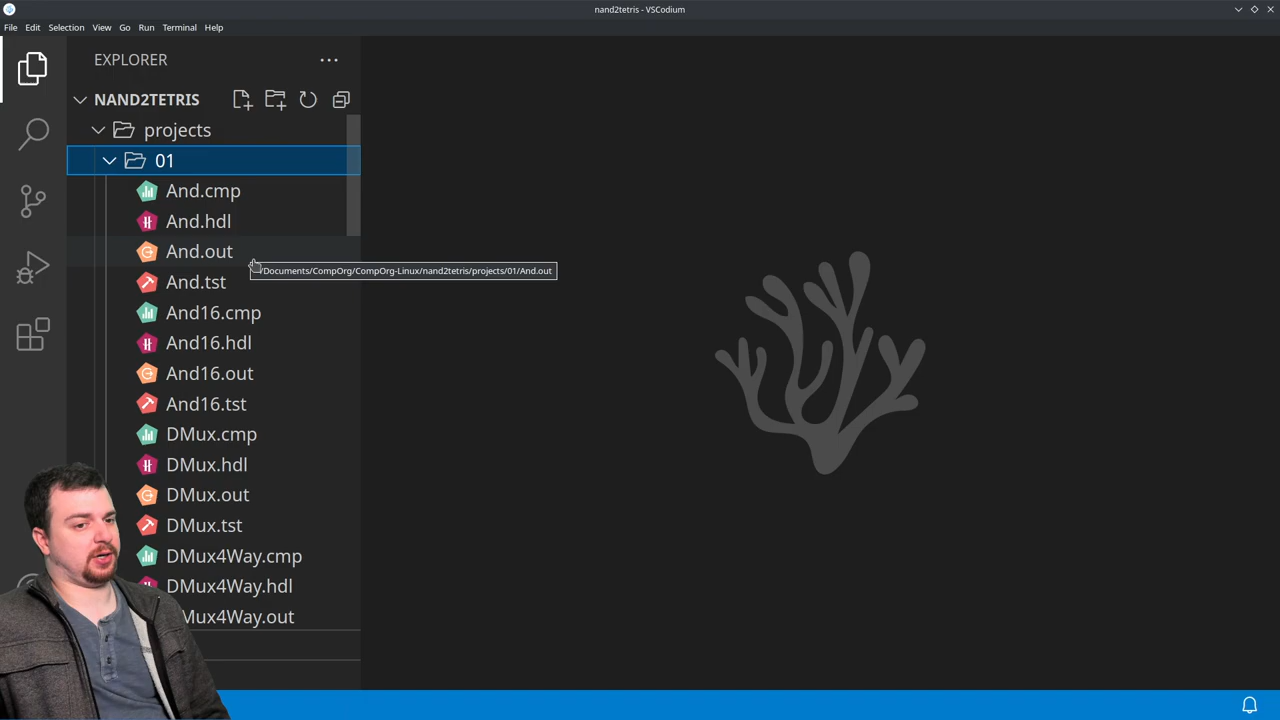 nand2tetris - VSCodium
File Edit Selection View Go Run Terminal Help
EXPLORER
NAND2TETRIS
projects
01
And.cmp
And.hdl
And.out
/Documents/CompOrg/CompOrg-Linux/nand2tetris/projects/01/And.out
And.tst
And16.cmp
And16.hdl
And16.out
And16.tst
DMux.cmp
DMux.hdl
DMux.out
DMux.tst
DMux4Way.cmp
DMux4Way.hdl
Mux4Way.out